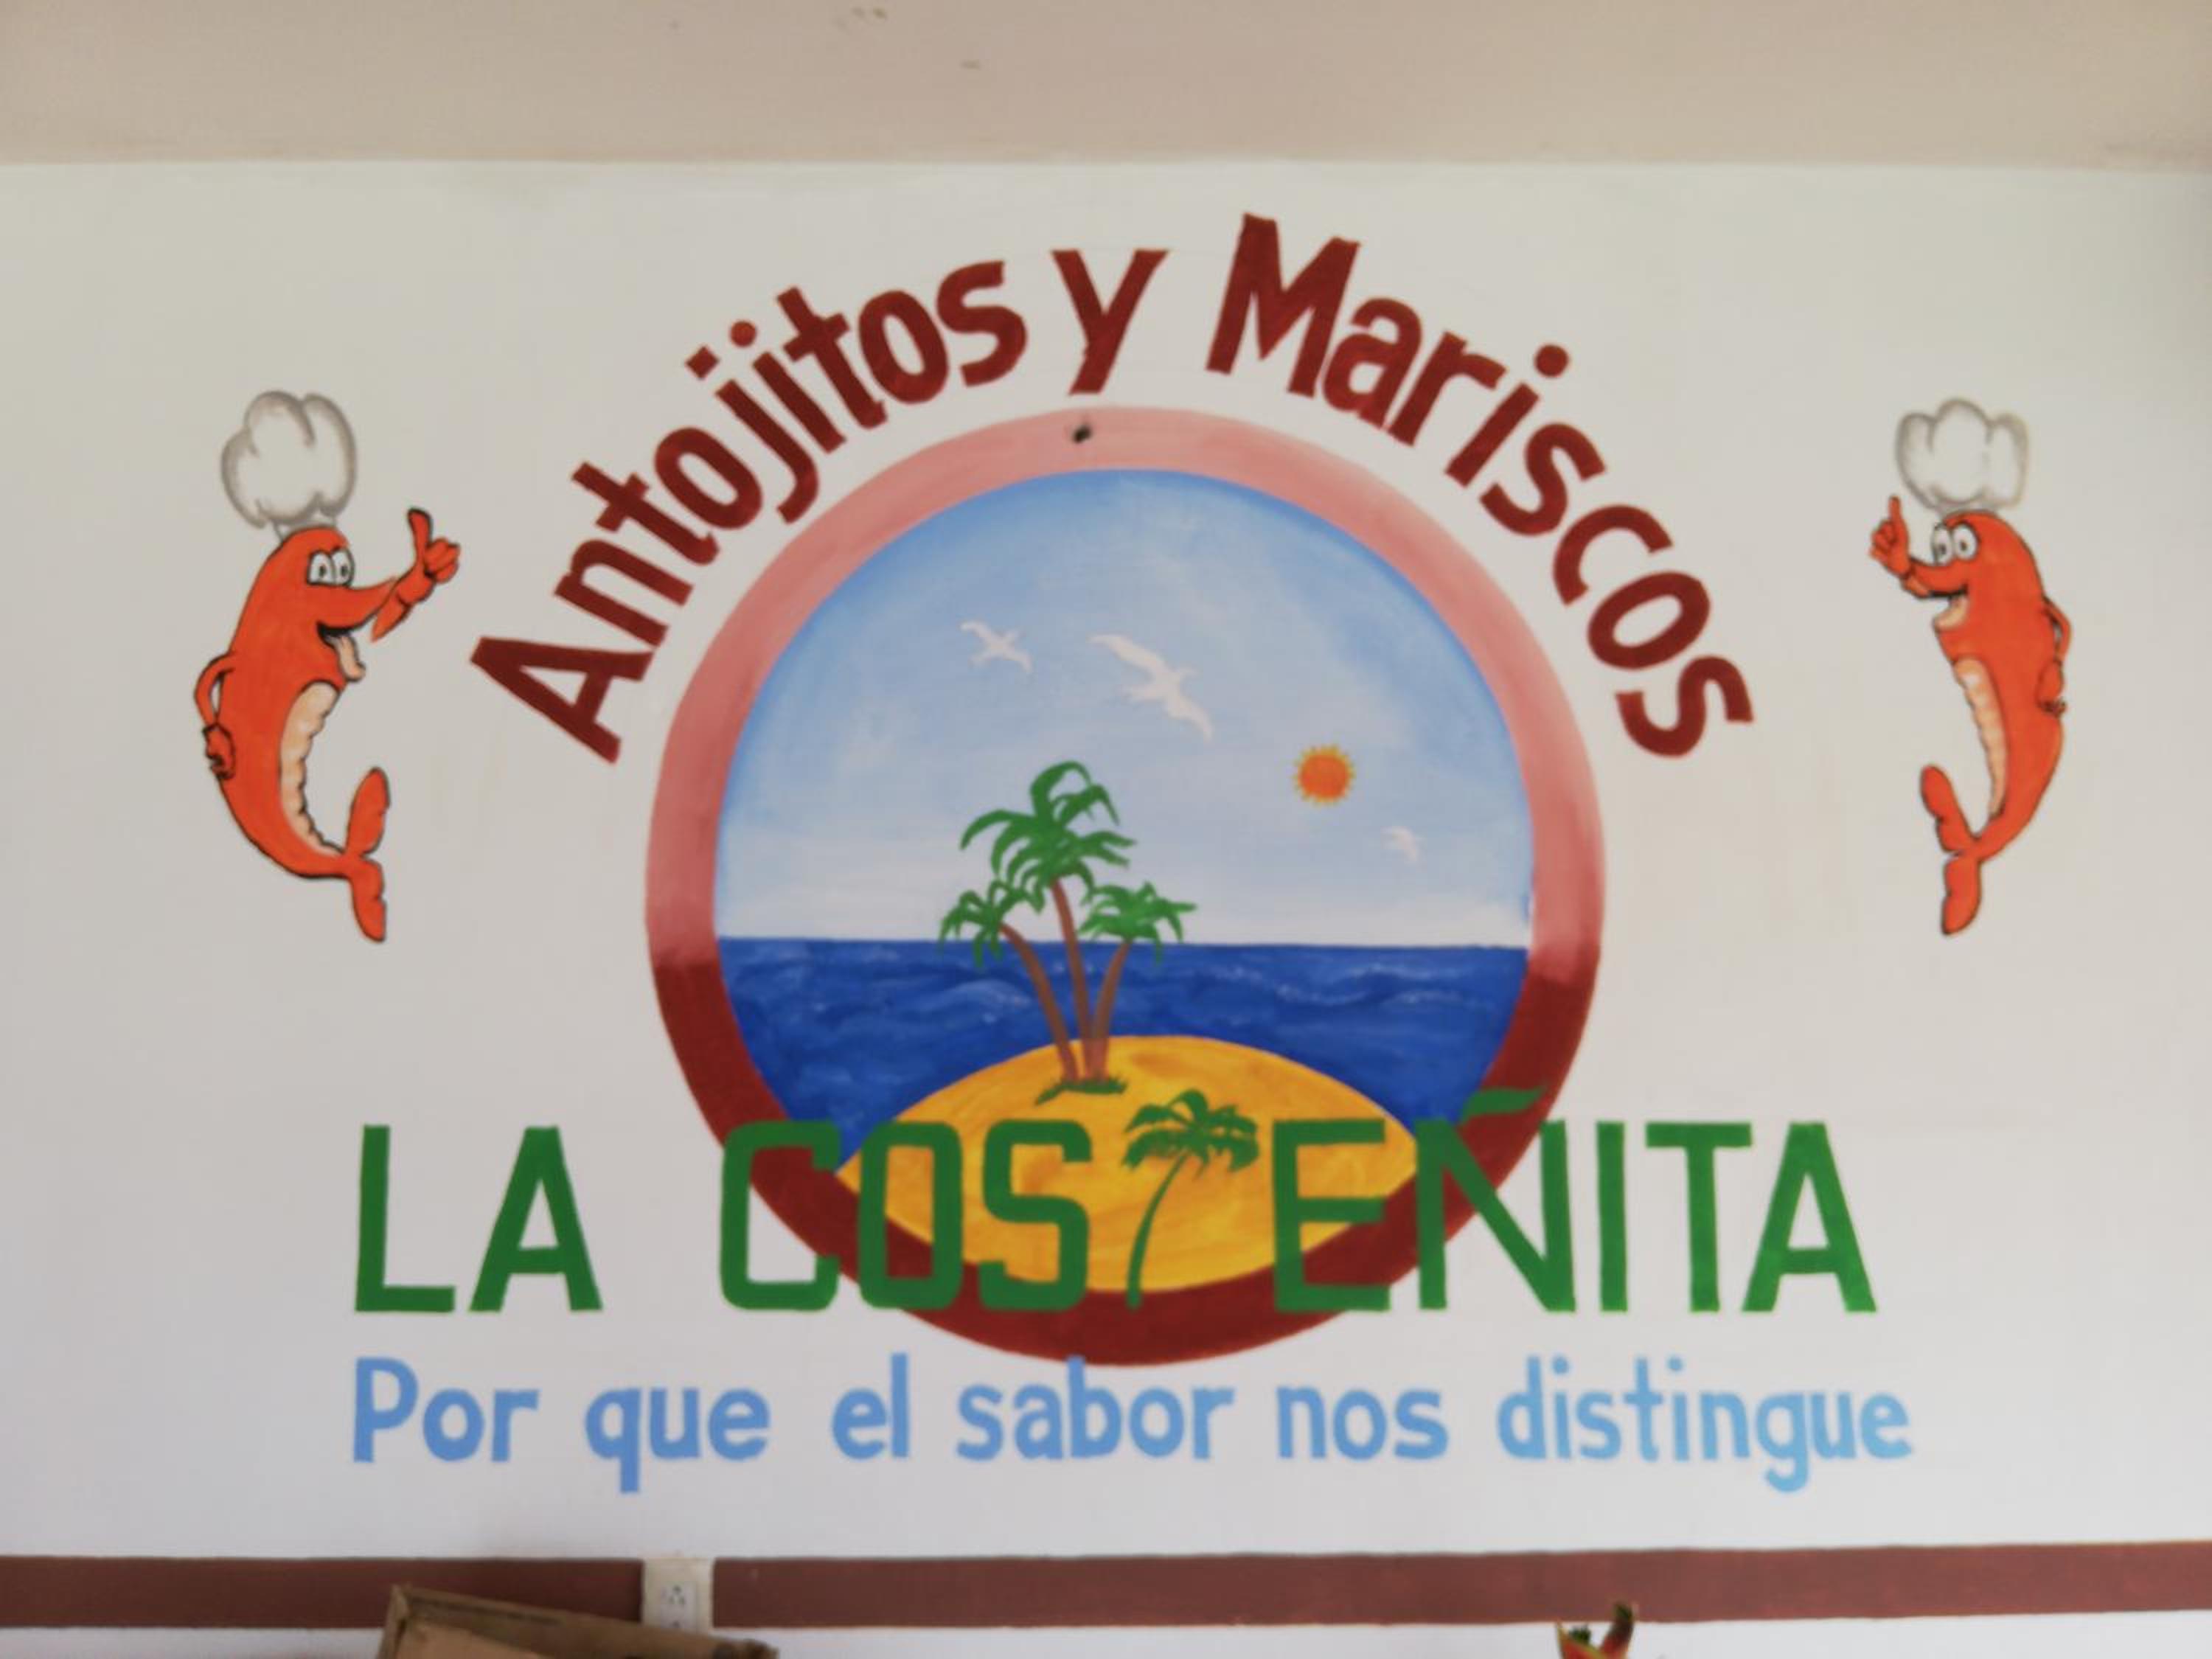 Antojitos y Mariscos
LA COSTEÑITA
Por que el sabor nos distingue